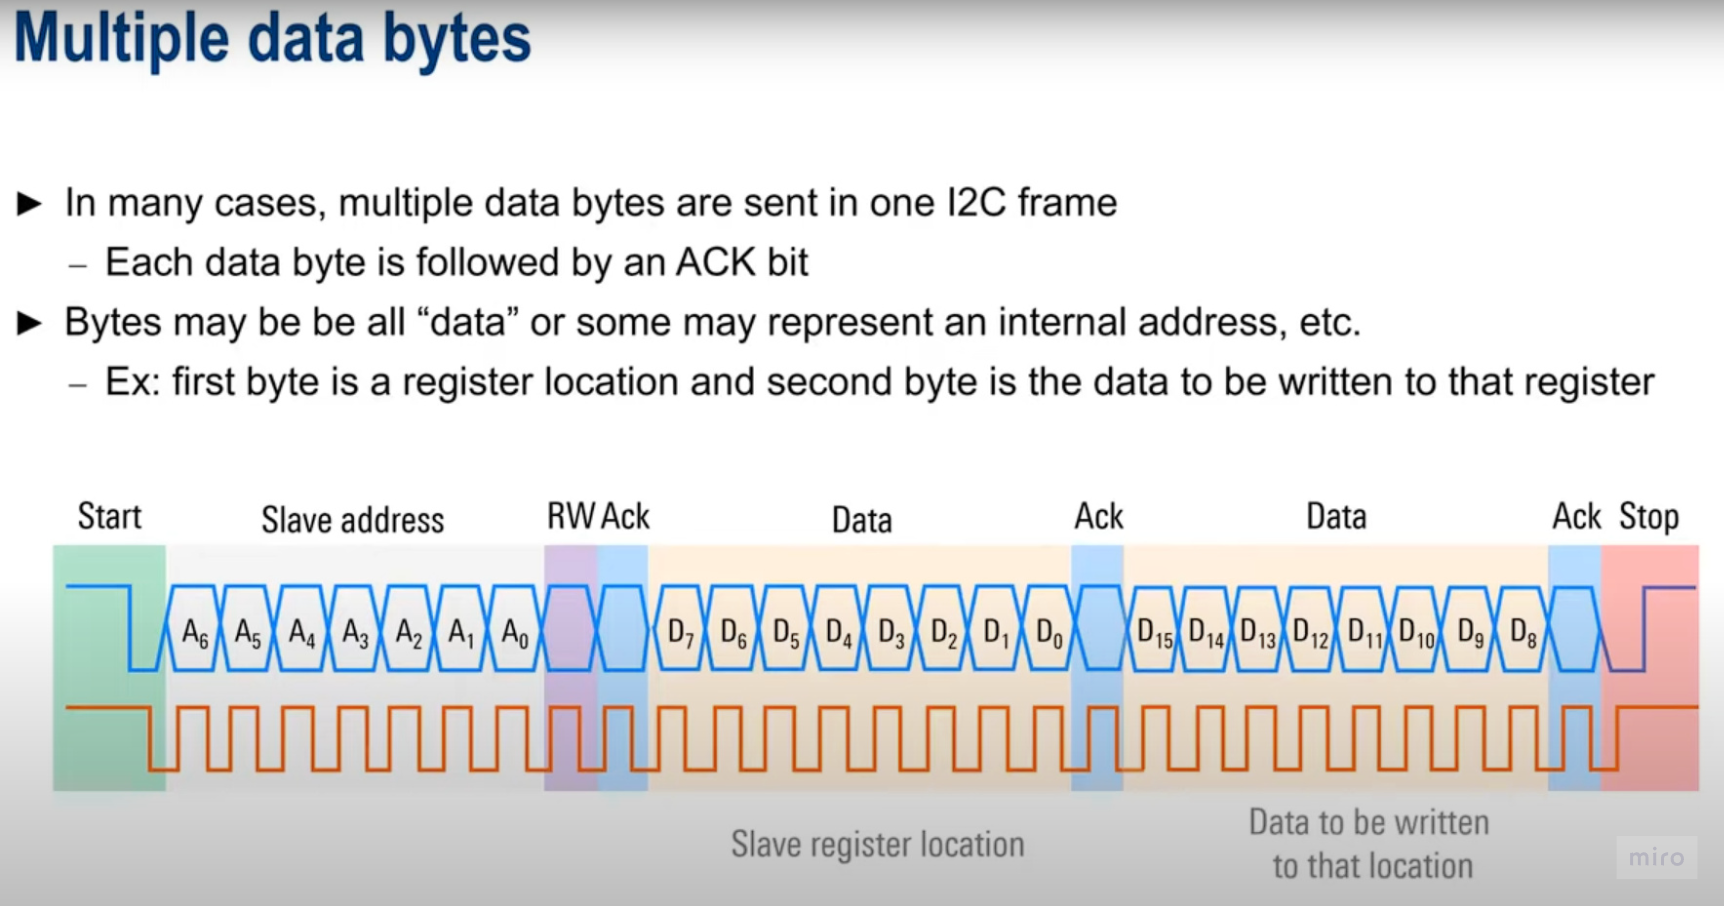 Multiple data bytes
► In many cases, multiple data bytes are sent in one I2C frame
– Each data byte is followed by an ACK bit
► Bytes may be be all “data” or some may represent an internal address, etc.
– Ex: first byte is a register location and second byte is the data to be written to that register
Start Slave address RW Ack Data Ack Data Ack Stop
A₆ A₅ A₄ A₃ A₂ A₁ A₀ D₇ D₆ D₅ D₄ D₃ D₂ D₁ D₀ D₁₅ D₁₄ D₁₃ D₁₂ D₁₁ D₁₀ D₉ D₈
Slave register location
Data to be written
to that location
miro